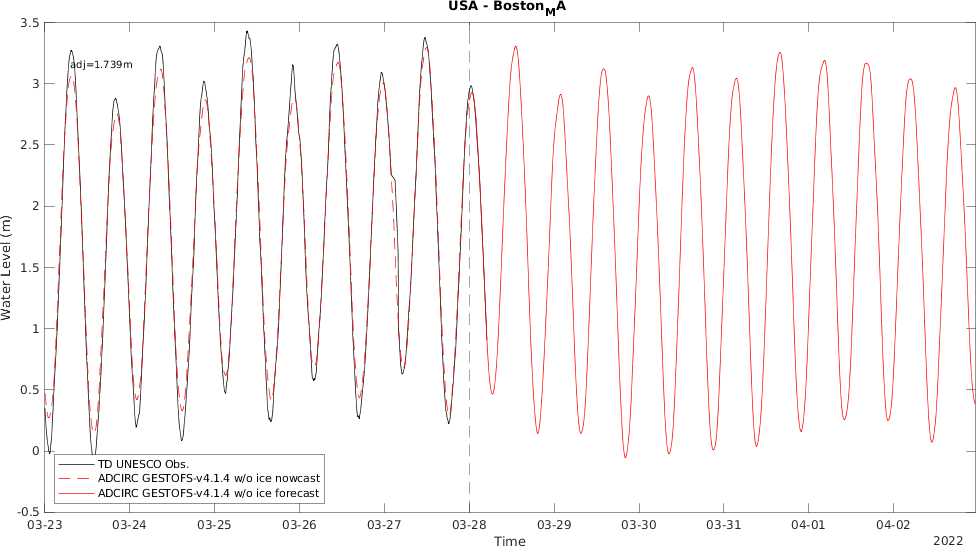 USA - Boston_MA
adj=1.739m
3.5
3
2.5
2
1.5
1
0.5
0
-0.5
Water Level (m)
TD UNESCO Obs.
ADCIRC GESTOFS-v4.1.4 w/o ice nowcast
ADCIRC GESTOFS-v4.1.4 w/o ice forecast
03-23 03-24 03-25 03-26 03-27 03-28 03-29 03-30 03-31 04-01 04-02
Time
2022